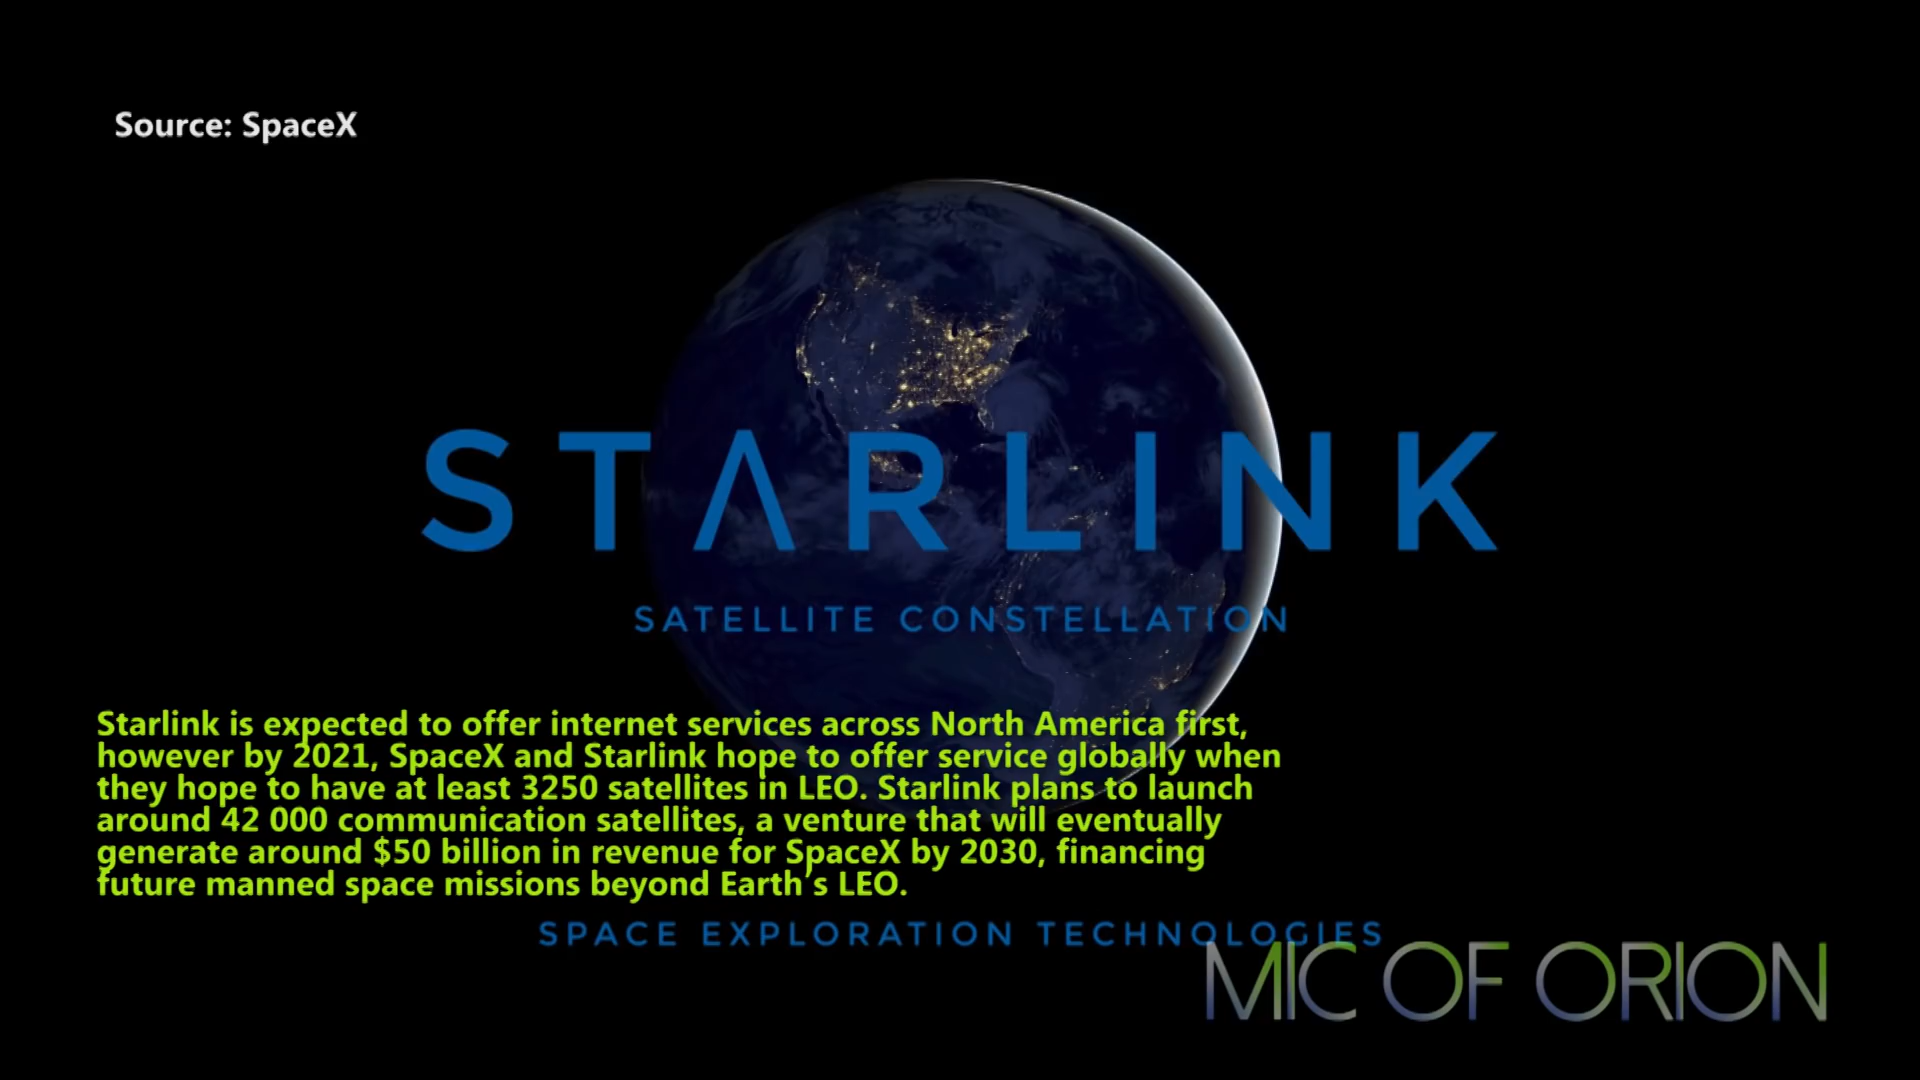 Source: SpaceX
STARLINK
SATELLITE CONSTELLATION
Starlink is expected to offer internet services across North America first,
however by 2021, SpaceX and Starlink hope to offer service globally when
they hope to have at least 3250 satellites in LEO. Starlink plans to launch
around 42 000 communication satellites, a venture that will eventually
generate around $50 billion in revenue for SpaceX by 2030, financing
future manned space missions beyond Earth's LEO.
SPACE EXPLORATION TECHNOLOGIES
MIC OF ORION